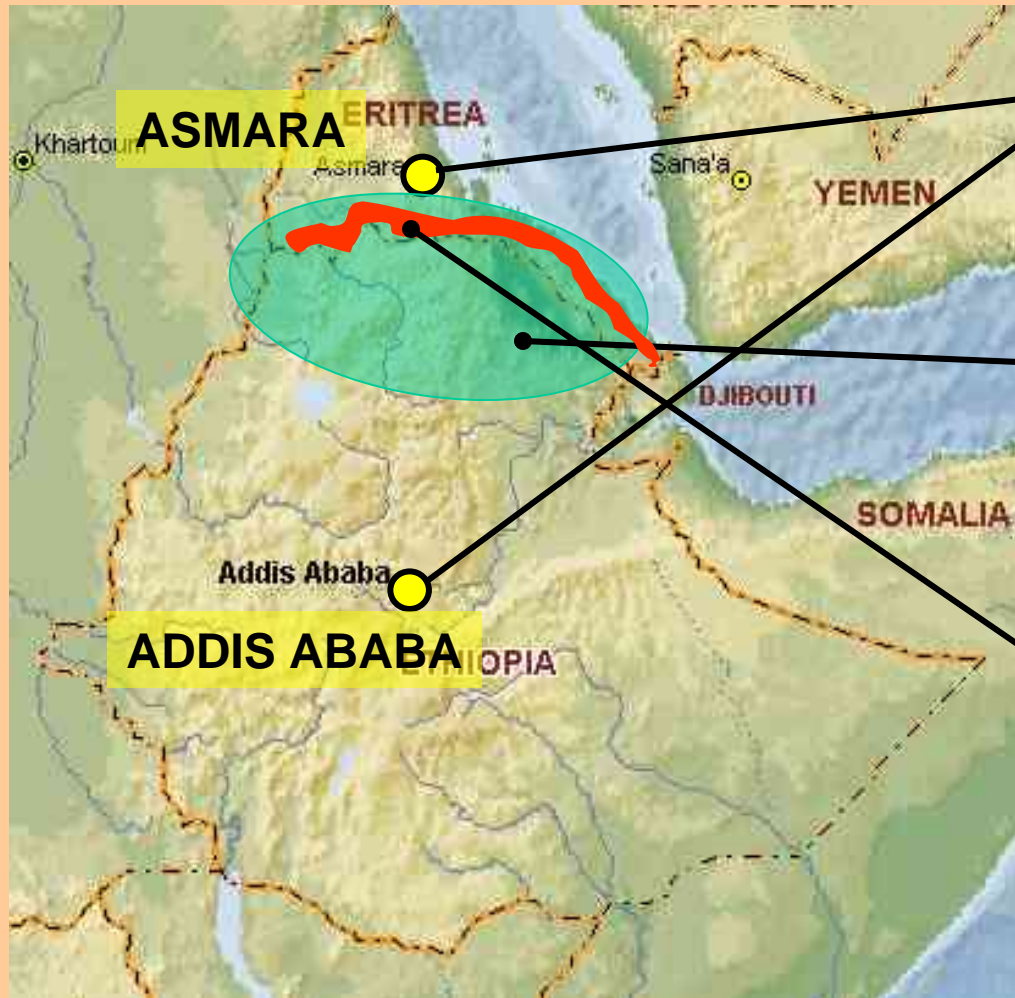 ERITREA
ASMARA
Khartoum
Asmara
Sana'a
YEMEN
DJIBOUTI
SOMALIA
Addis Ababa
ADDIS ABABA
ETHIOPIA